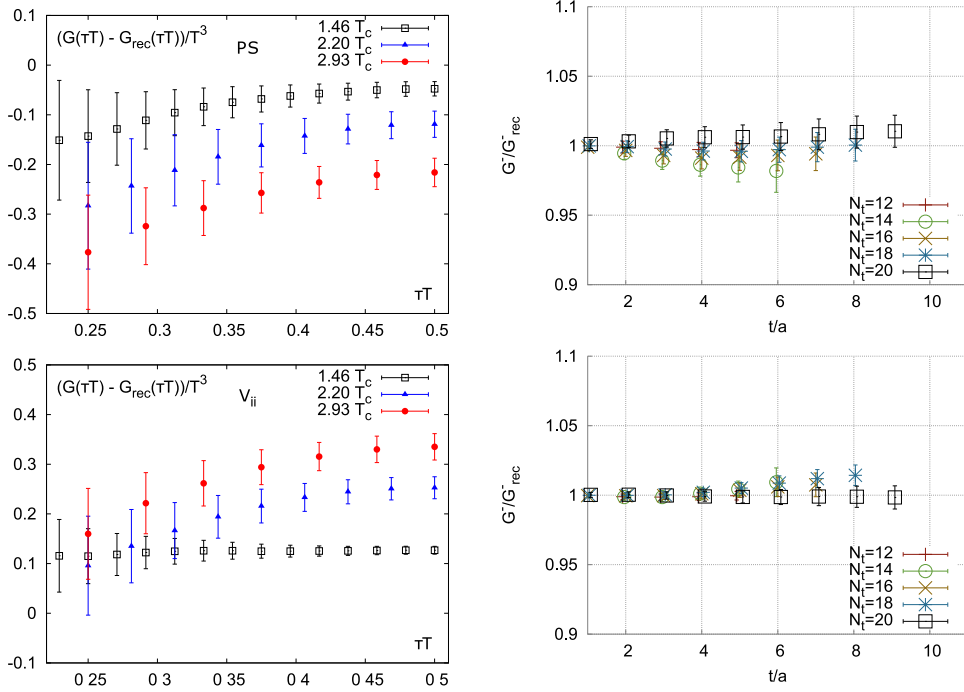 (G(τT) - G_rec(τT))/T^3
PS
1.46 T_c
2.20 T_c
2.93 T_c
0.1
0
-0.1
-0.2
-0.3
-0.4
-0.5
0.25 0.3 0.35 0.4 0.45 0.5
τT
1.1
1.05
1
0.95
0.9
G^-/G^-_rec
N_t=12
N_t=14
N_t=16
N_t=18
N_t=20
2 4 6 8 10
t/a
(G(τT) - G_rec(τT))/T^3
V_ii
1.46 T_c
2.20 T_c
2.93 T_c
0.5
0.4
0.3
0.2
0.1
0
-0.1
0 25 0 3 0 35 0 4 0 45 0 5
τT
1.1
1.05
1
0.95
0.9
G^-/G^-_rec
N_t=12
N_t=14
N_t=16
N_t=18
N_t=20
2 4 6 8 10
t/a